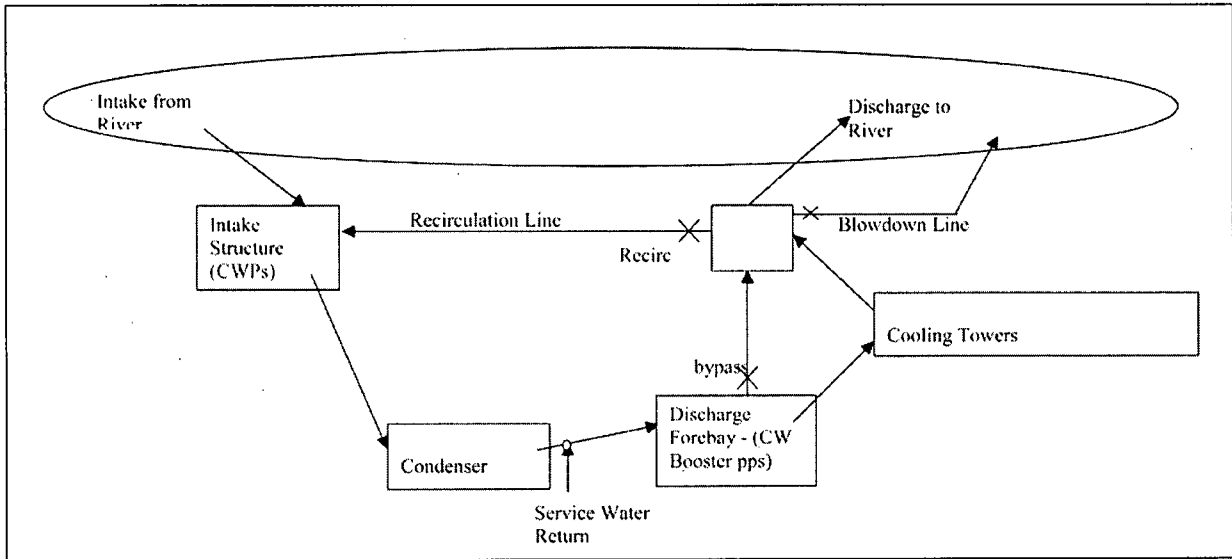 Intake from
River
Discharge to
River
Intake
Structure
(CWPs)
Recirculation Line
Recirc
Blowdown Line
Cooling Towers
bypass
Condenser
Discharge
Forebay - (CW
Booster pps)
Service Water
Return